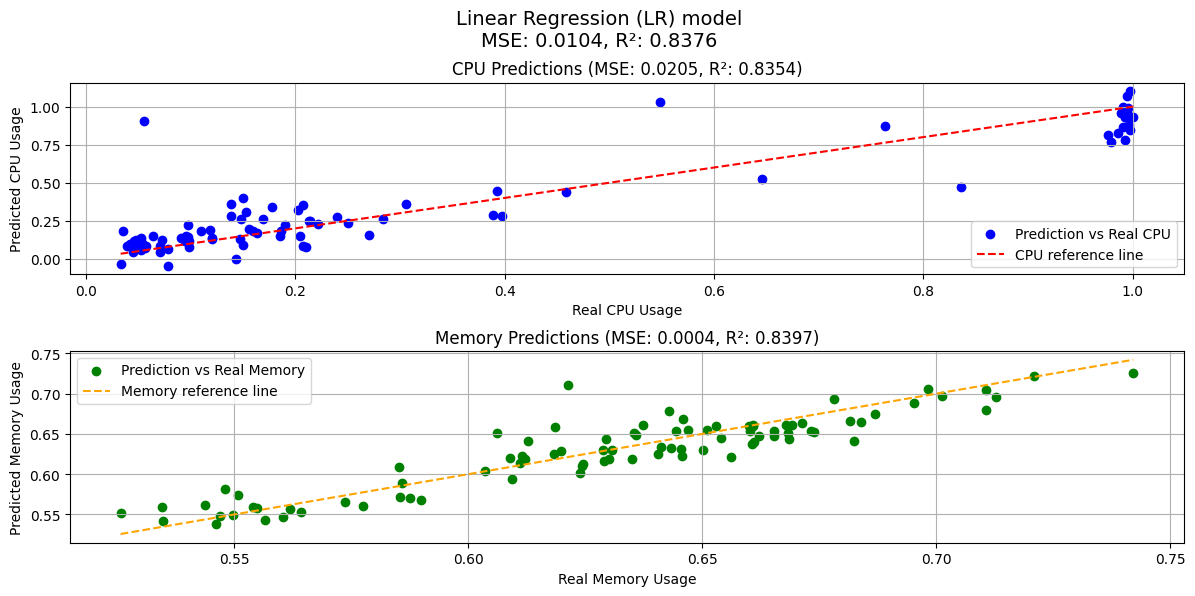 Linear Regression (LR) model
MSE: 0.0104, R²: 0.8376
CPU Predictions (MSE: 0.0205, R²: 0.8354)
Predicted CPU Usage
1.00
0.75
0.50
0.25
0.00
Prediction vs Real CPU
CPU reference line
0.0 0.2 0.4 0.6 0.8 1.0
Real CPU Usage
Memory Predictions (MSE: 0.0004, R²: 0.8397)
Predicted Memory Usage
0.75
0.70
0.65
0.60
0.55
Prediction vs Real Memory
Memory reference line
0.55 0.60 0.65 0.70 0.75
Real Memory Usage